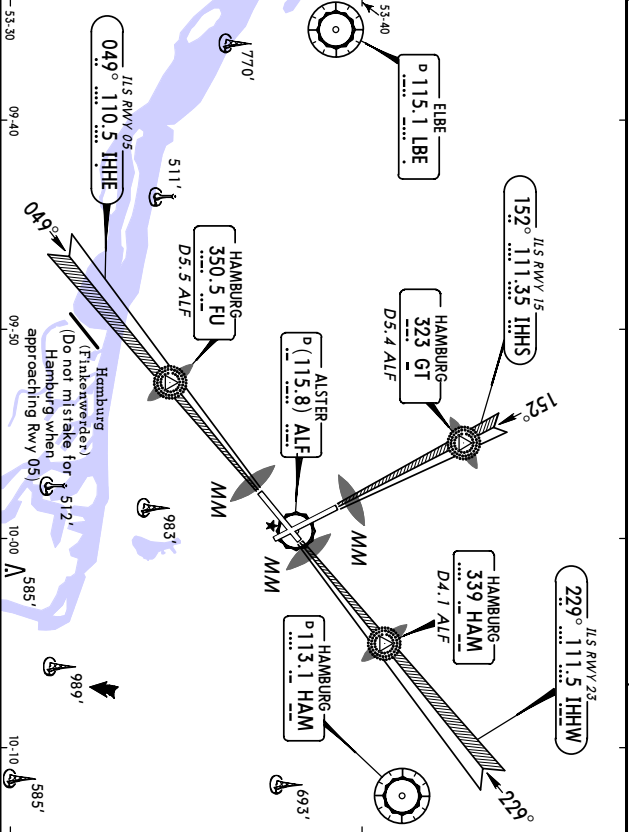 ILS RWY 23
229° 111.5 IHHW
ILS RWY 15
152° 111.35 IHHS
152°
229°
HAMBURG
339 HAM
D4.1 ALF
HAMBURG
323 GT
D5.4 ALF
ELBE
D 115.1 LBE
53-40
MM
HAMBURG
D 113.1 HAM
ALSTER
D (115.8) ALF
693'
MM
770'
HAMBURG
350.5 FU
D5.5 ALF
MM
511'
983'
ILS RWY 05
049° 110.5 IHHE
049°
Hamburg
(Finkenwerder)
(Do not mistake for
Hamburg when
approaching Rwy 05)
512'
989'
585'
585'
53-30
09-40
09-50
10-00
10-10